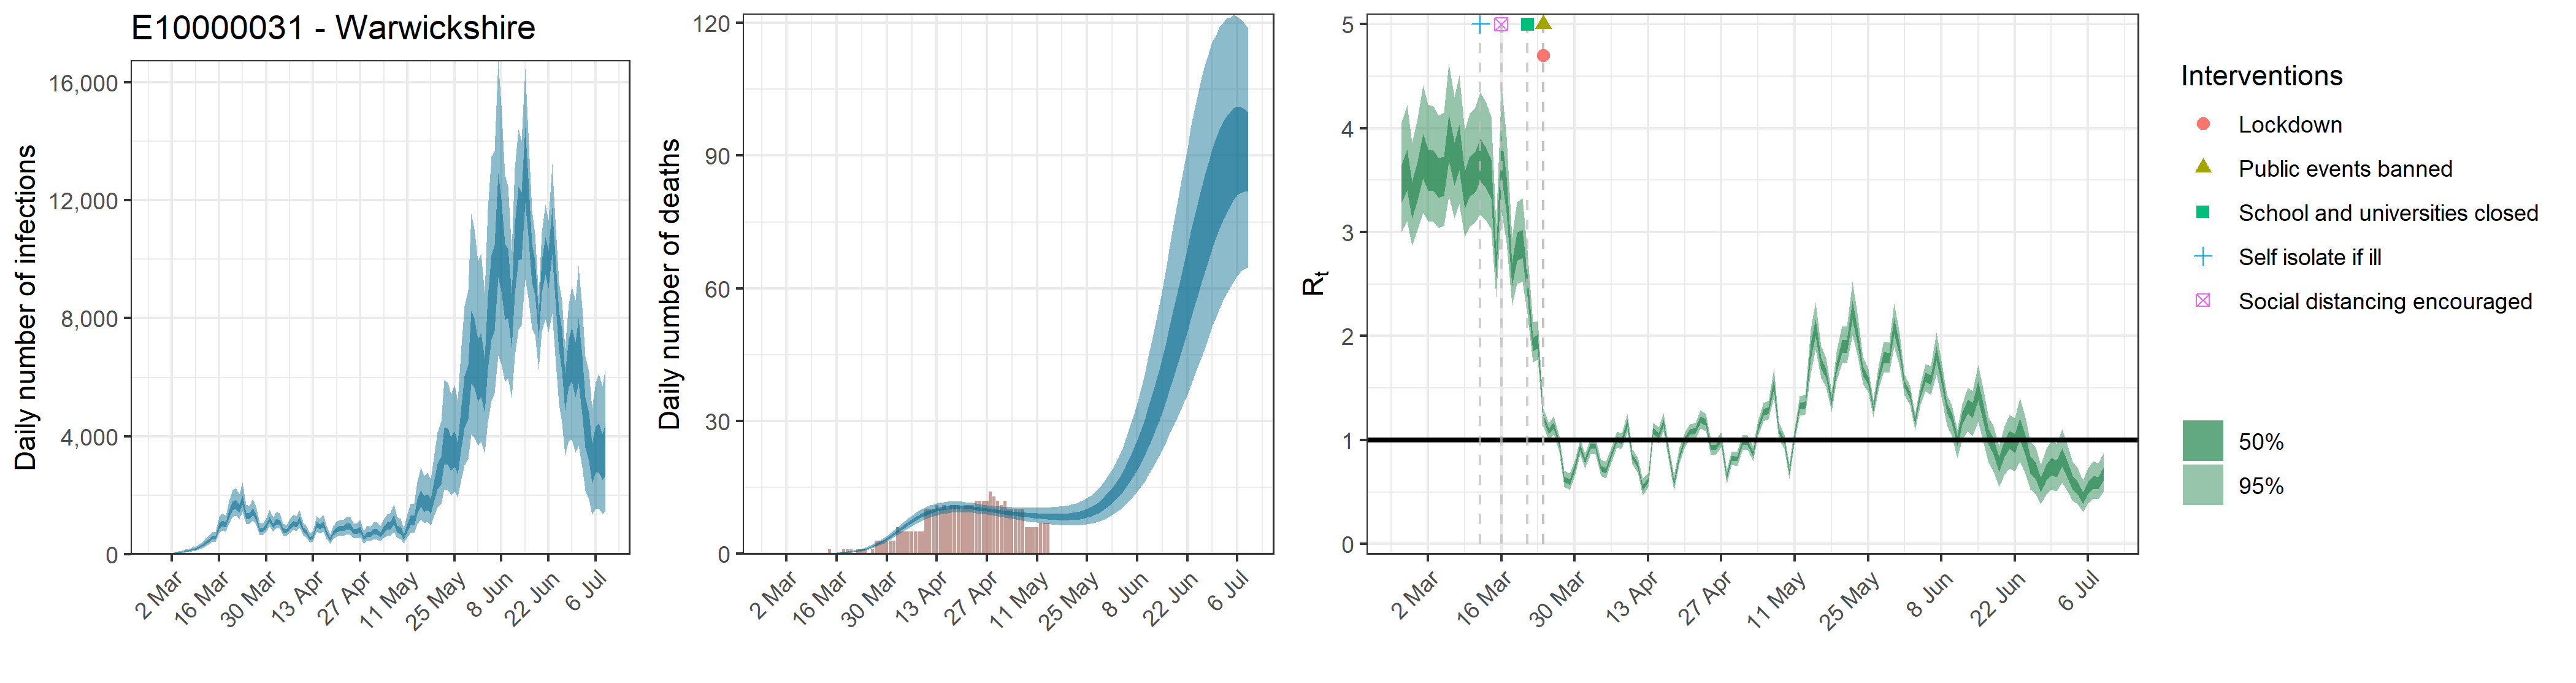 E10000031 - Warwickshire
Daily number of infections
16,000
12,000
8,000
4,000
0
2 Mar
16 Mar
30 Mar
13 Apr
27 Apr
11 May
25 May
8 Jun
22 Jun
6 Jul
Daily number of deaths
120
90
60
30
0
2 Mar
16 Mar
30 Mar
13 Apr
27 Apr
11 May
25 May
8 Jun
22 Jun
6 Jul
Rt
5
4
3
2
1
0
2 Mar
16 Mar
30 Mar
13 Apr
27 Apr
11 May
25 May
8 Jun
22 Jun
6 Jul
Interventions
Lockdown
Public events banned
School and universities closed
Self isolate if ill
Social distancing encouraged
50%
95%